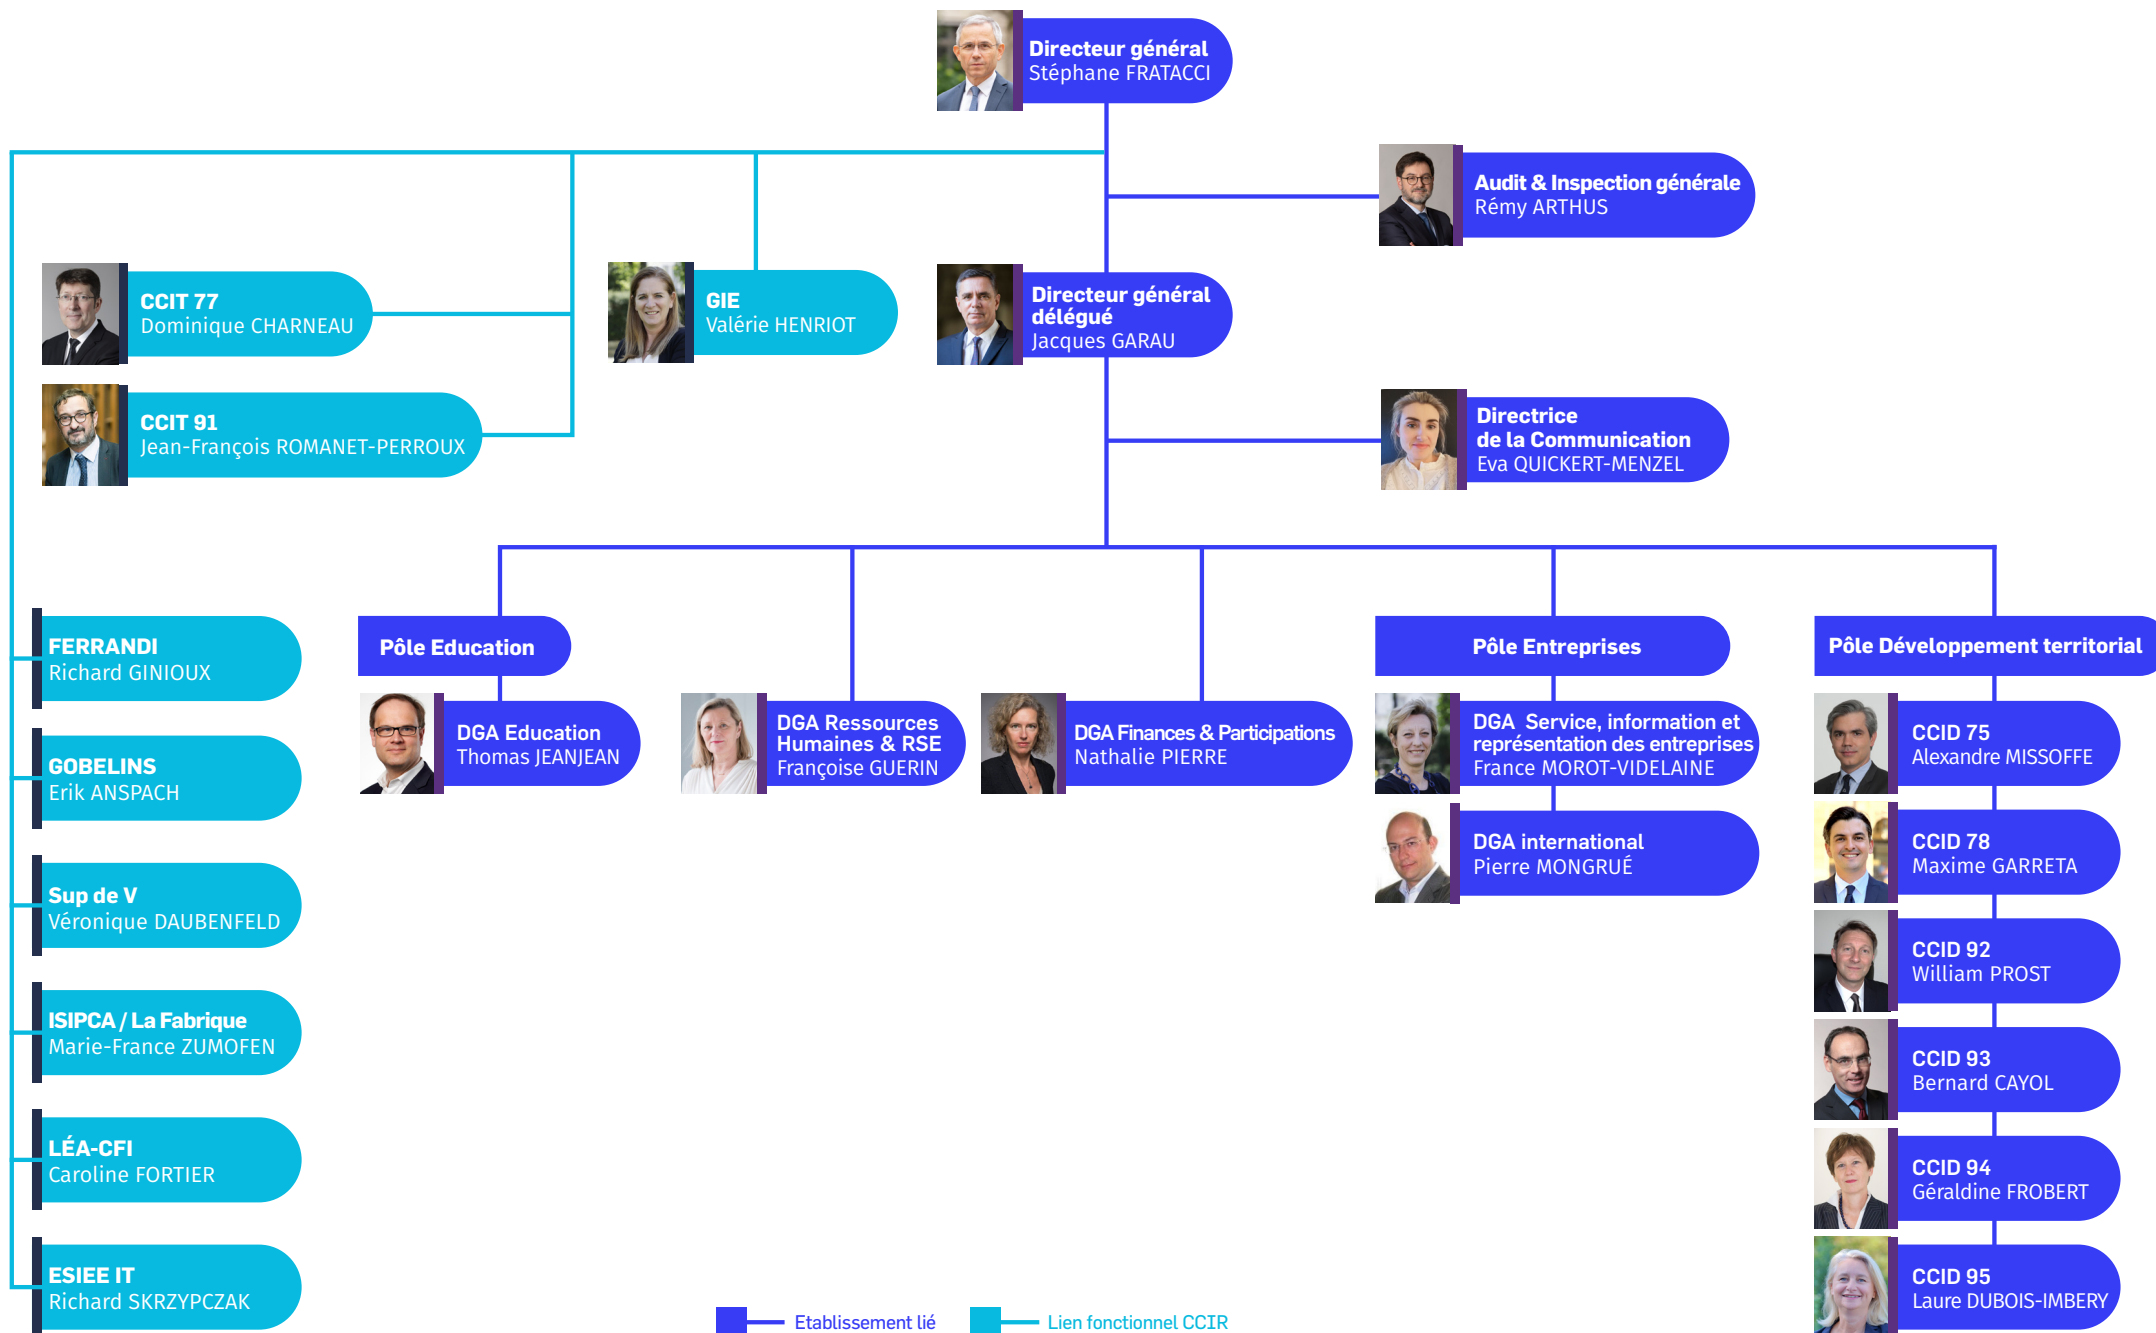 Directeur général
Stéphane FRATACCI
Audit & Inspection générale
Rémy ARTHUS
CCIT 77
Dominique CHARNEAU
GIE
Valérie HENRIOT
Directeur général
délégué
Jacques GARAU
CCIT 91
Jean-François ROMANET-PERROUX
Directrice
de la Communication
Eva QUICKERT-MENZEL
FERRANDI
Richard GINIOUX
GOBELINS
Erik ANSPACH
Sup de V
Véronique DAUBENFELD
ISIPCA / La Fabrique
Marie-France ZUMOFEN
LÉA-CFI
Caroline FORTIER
ESIEE IT
Richard SKRZYPCZAK
Pôle Education
DGA Education
Thomas JEANJEAN
DGA Ressources
Humaines & RSE
Françoise GUERIN
DGA Finances & Participations
Nathalie PIERRE
Pôle Entreprises
DGA Service, information et
représentation des entreprises
France MOROT-VIDELAINE
DGA international
Pierre MONGRUÉ
Pôle Développement territorial
CCID 75
Alexandre MISSOFFE
CCID 78
Maxime GARRETA
CCID 92
William PROST
CCID 93
Bernard CAYOL
CCID 94
Géraldine FROBERT
CCID 95
Laure DUBOIS-IMBERY
Etablissement lié
Lien fonctionnel CCIR